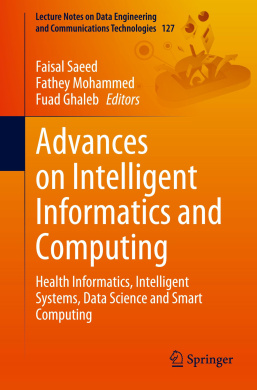 Lecture Notes on Data Engineering
and Communications Technologies 127
Faisal Saeed
Fathey Mohammed
Fuad Ghaleb Editors
Advances
on Intelligent
Informatics and
Computing
Health Informatics, Intelligent
Systems, Data Science and Smart
Computing
Springer